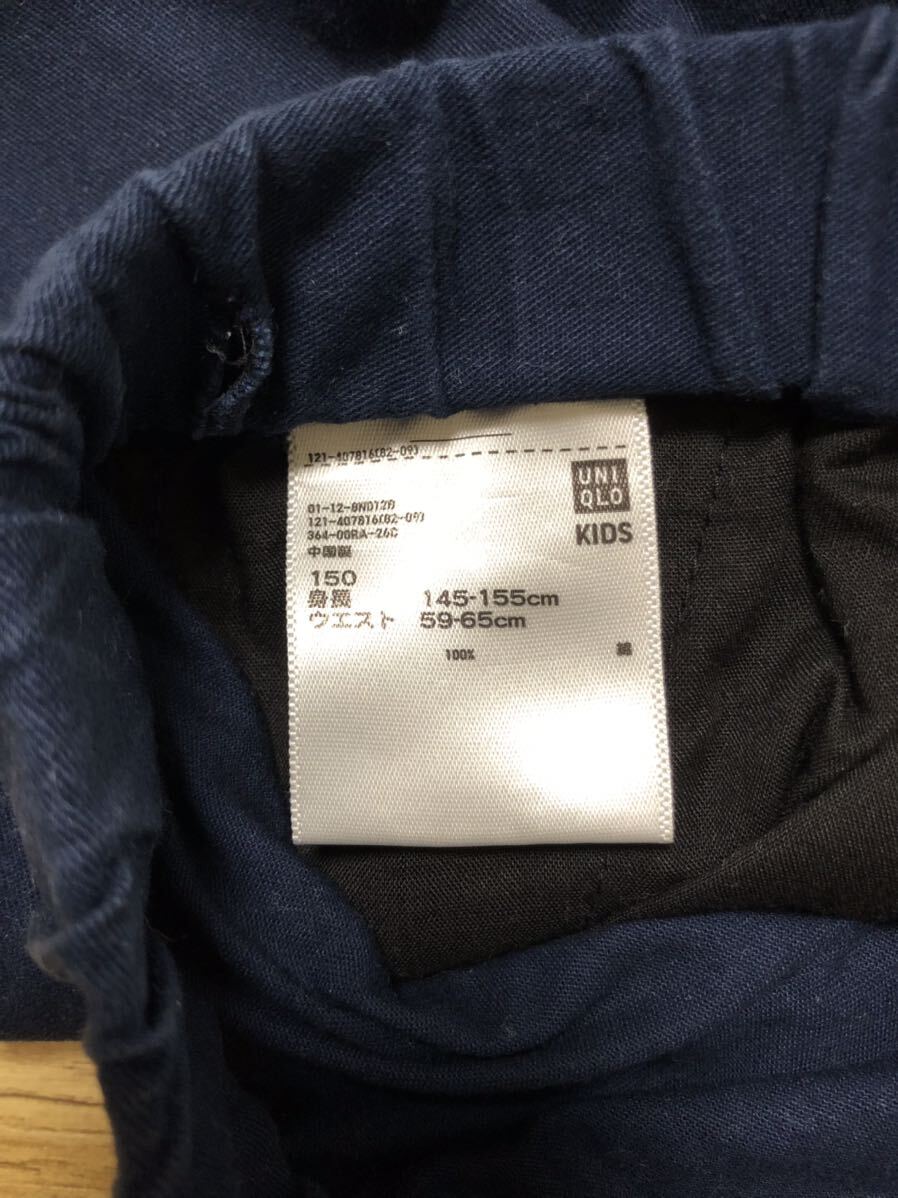 121-407816(82-09)
UNI
QLO
KIDS
01-12-8ND12B
121-407816(82-09)
364-00RA-26C
中国製
150
身長 145-155cm
ウエスト 59-65cm
100% 綿